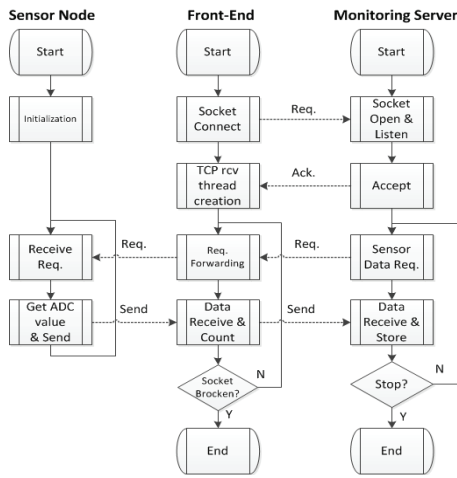 Sensor Node
Front-End
Monitoring Server
Start
Start
Start
Initialization
Socket
Connect
Req.
Socket
Open &
Listen
TCP rcv
thread
creation
Ack.
Accept
Receive
Req.
Req.
Req.
Forwarding
Req.
Sensor
Data Req.
Get ADC
value
& Send
Send
Data
Receive &
Count
Send
Data
Receive &
Store
Socket
Brocken?
N
Stop?
N
Y
Y
End
End